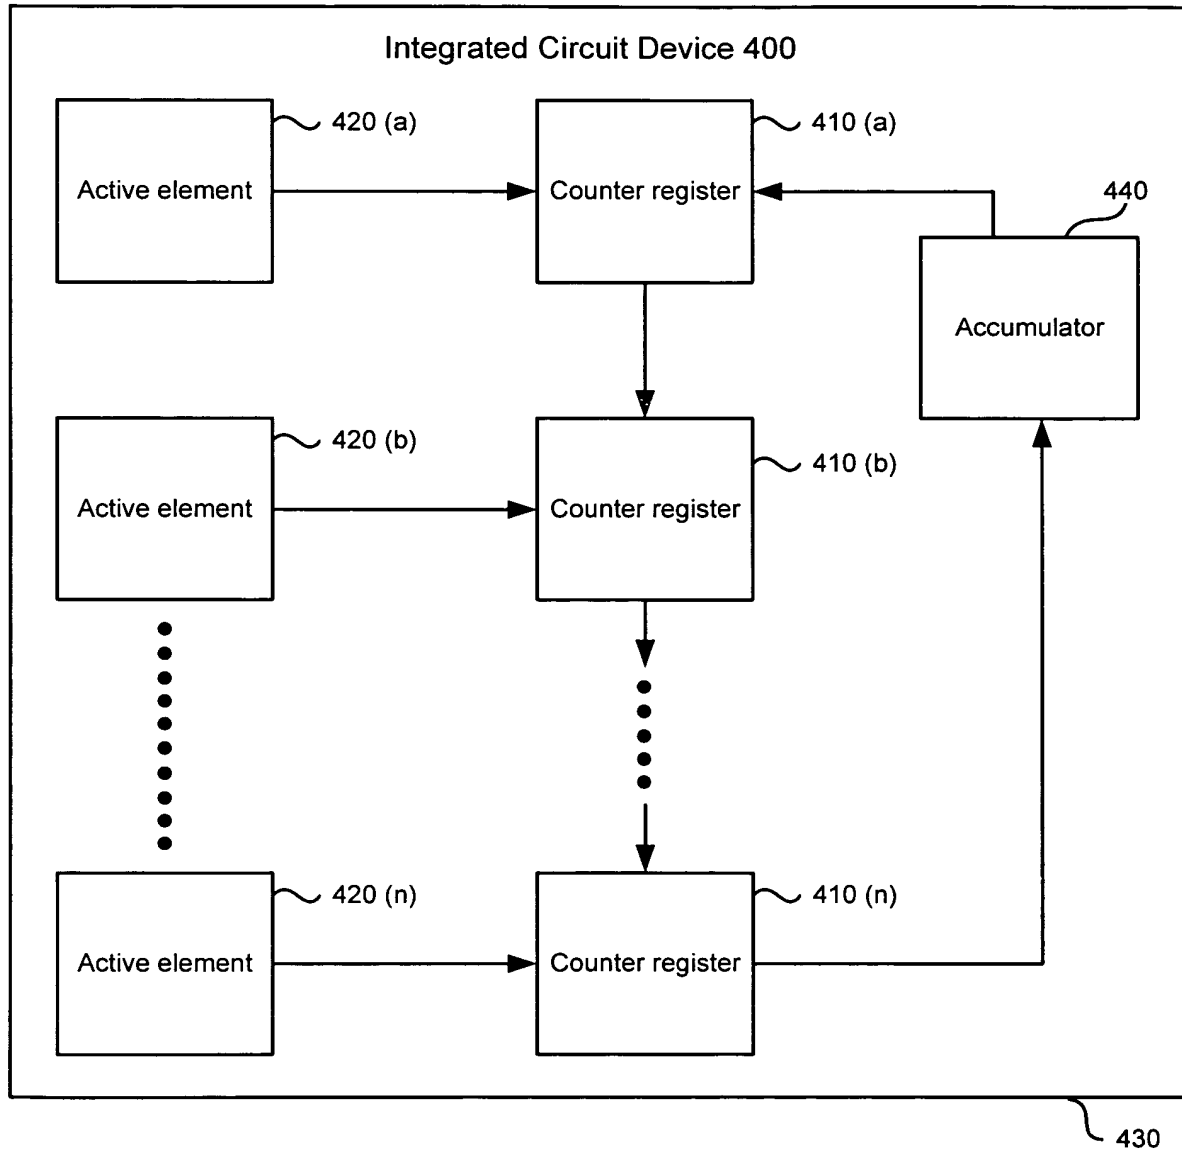 Integrated Circuit Device 400
420 (a)
410 (a)
Active element
Counter register
440
Accumulator
420 (b)
410 (b)
Active element
Counter register
420 (n)
410 (n)
Active element
Counter register
430